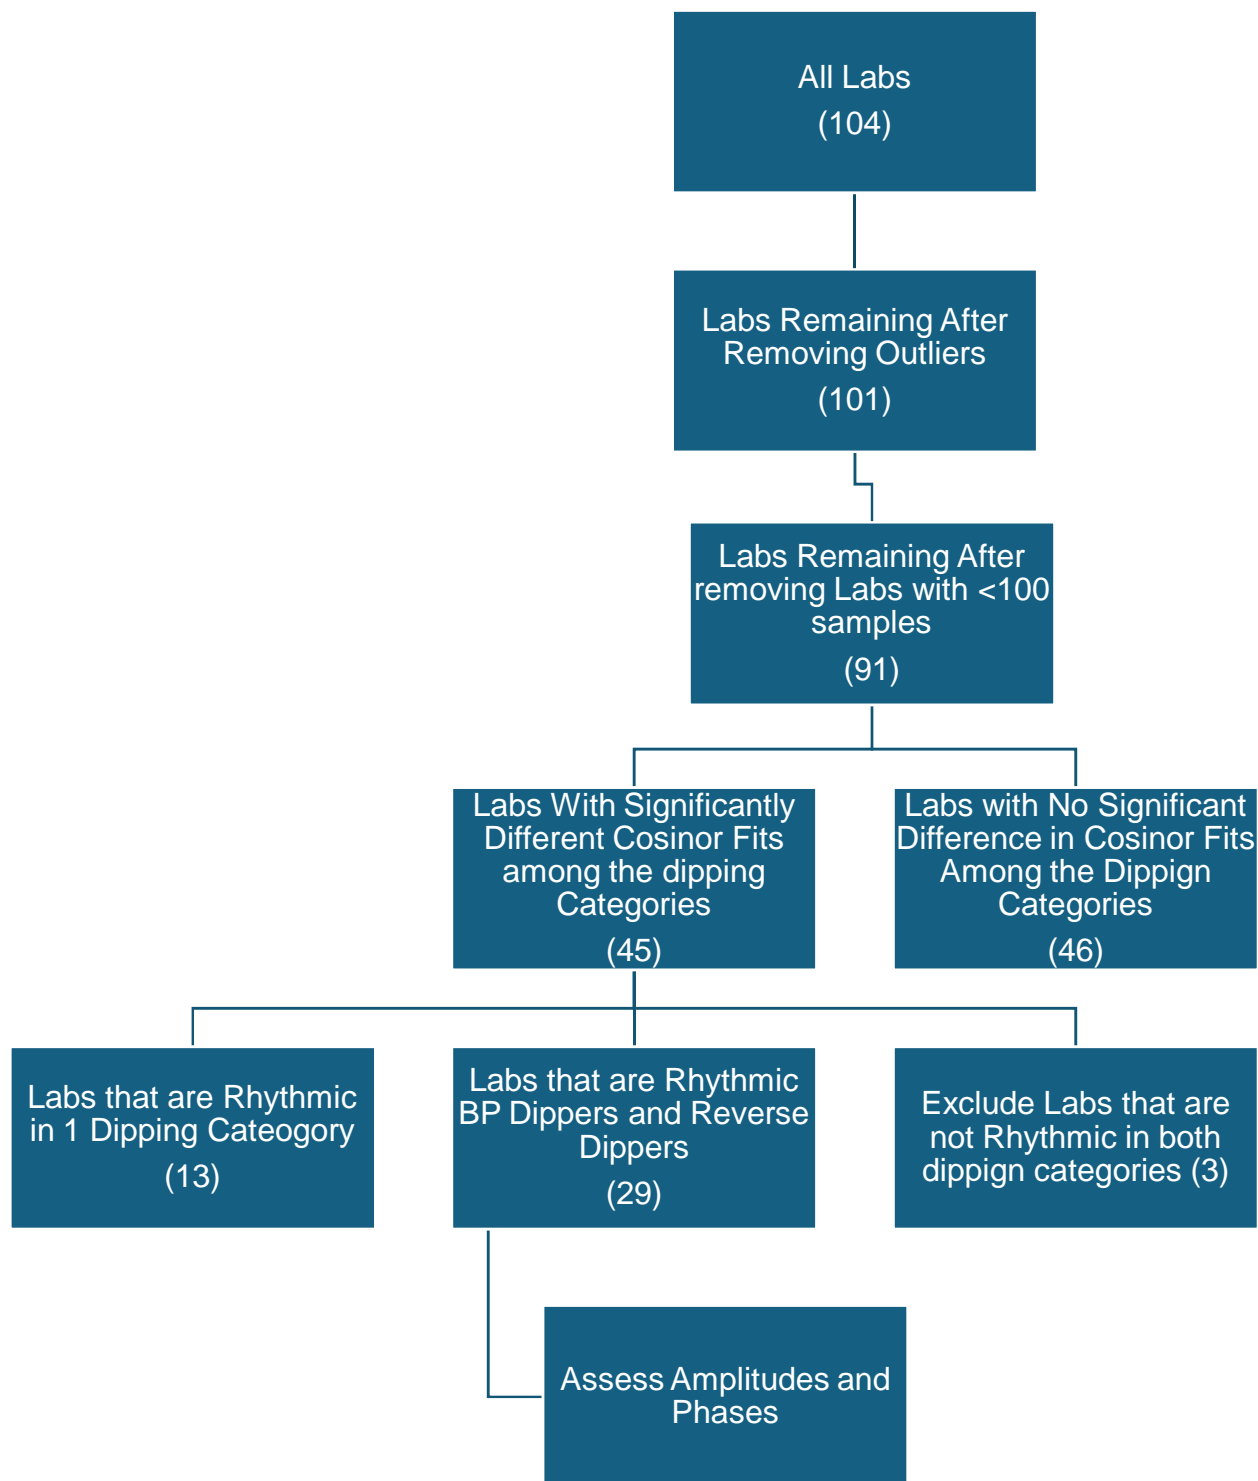 All Labs
(104)
Labs Remaining After
Removing Outliers
(101)
Labs Remaining After
removing Labs with <100
samples
(91)
Labs With Significantly
Different Cosinor Fits
among the dipping
Categories
(45)
Labs with No Significant
Difference in Cosinor Fits
Among the Dippign
Categories
(46)
Labs that are Rhythmic
in 1 Dipping Cateogory
(13)
Labs that are Rhythmic
BP Dippers and Reverse
Dippers
(29)
Exclude Labs that are
not Rhythmic in both
dippign categories (3)
Assess Amplitudes and
Phases